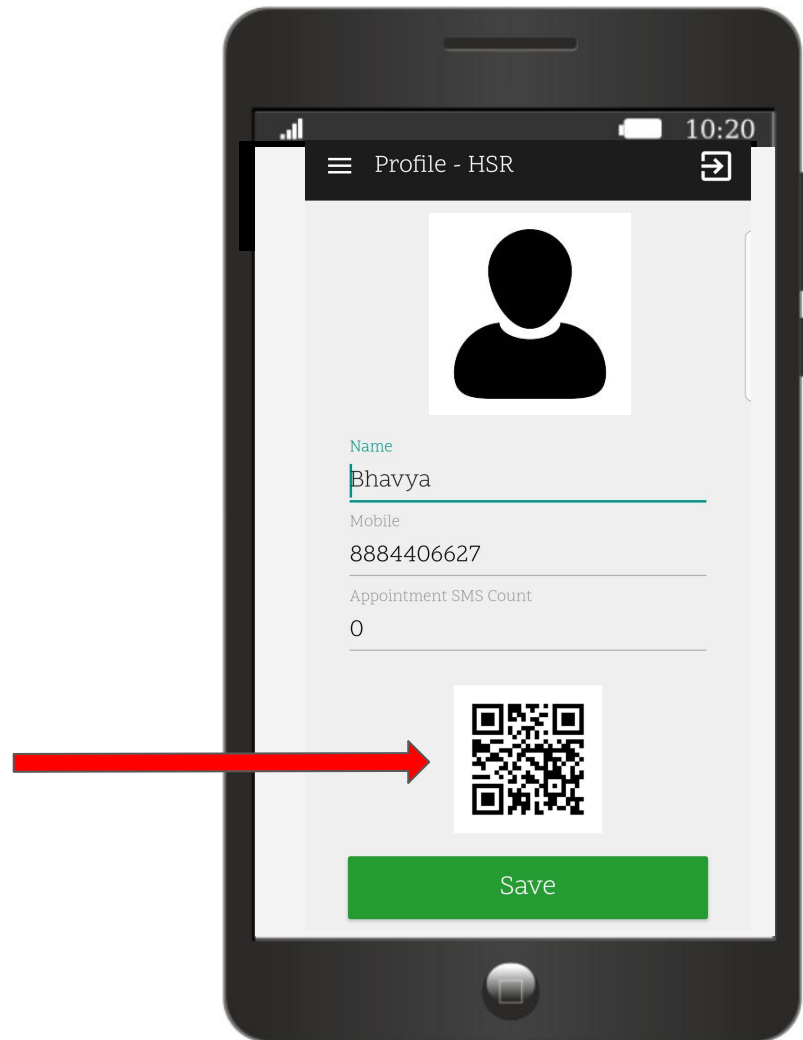 10:20
Profile - HSR
Name
Bhavya
Mobile
8884406627
Appointment SMS Count
0
Save